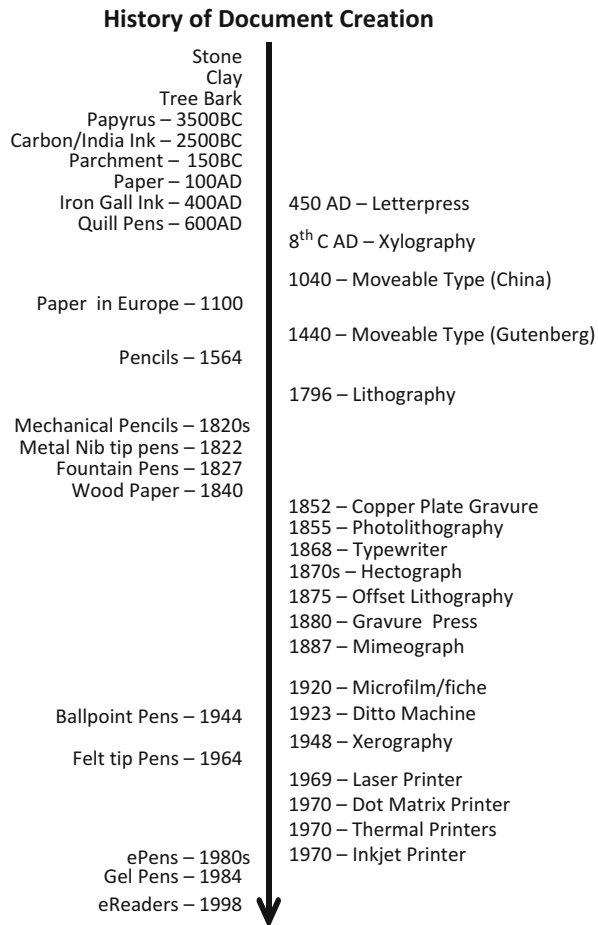 History of Document Creation
Stone
Clay
Tree Bark
Papyrus – 3500BC
Carbon/India Ink – 2500BC
Parchment – 150BC
Paper – 100AD
Iron Gall Ink – 400AD
Quill Pens – 600AD
Paper in Europe – 1100
Pencils – 1564
Mechanical Pencils – 1820s
Metal Nib tip pens – 1822
Fountain Pens – 1827
Wood Paper – 1840
Ballpoint Pens – 1944
Felt tip Pens – 1964
ePens – 1980s
Gel Pens – 1984
eReaders – 1998
450 AD – Letterpress
8th C AD – Xylography
1040 – Moveable Type (China)
1440 – Moveable Type (Gutenberg)
1796 – Lithography
1852 – Copper Plate Gravure
1855 – Photolithography
1868 – Typewriter
1870s – Hectograph
1875 – Offset Lithography
1880 – Gravure Press
1887 – Mimeograph
1920 – Microfilm/fiche
1923 – Ditto Machine
1948 – Xerography
1969 – Laser Printer
1970 – Dot Matrix Printer
1970 – Thermal Printers
1970 – Inkjet Printer